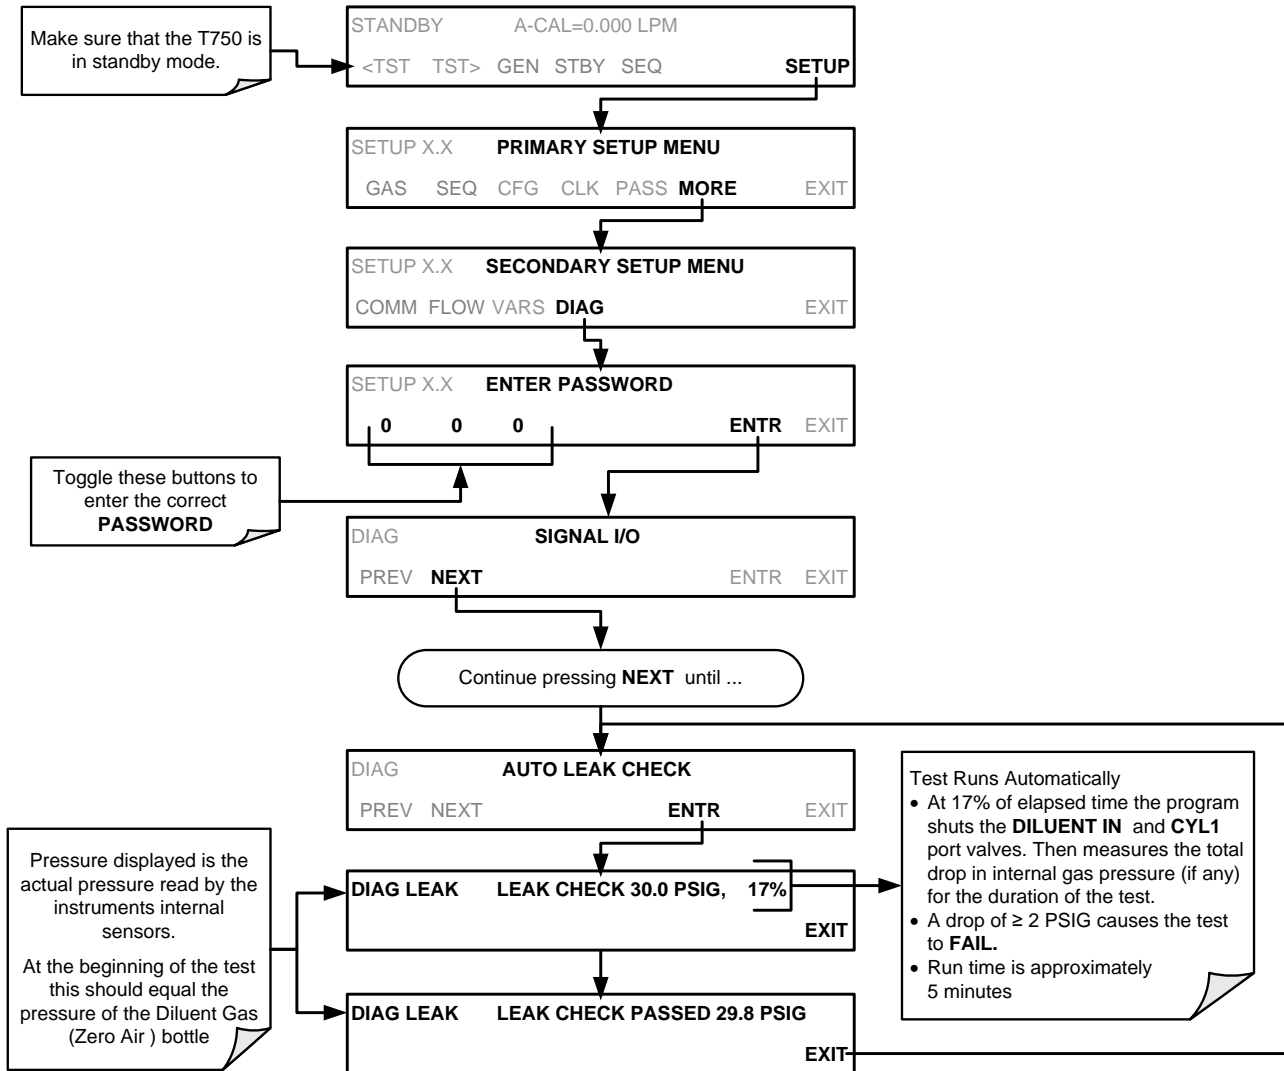 Make sure that the T750 is
in standby mode.
STANDBY A-CAL=0.000 LPM
<TST TST> GEN STBY SEQ SETUP
SETUP X.X PRIMARY SETUP MENU
GAS SEQ CFG CLK PASS MORE EXIT
SETUP X.X SECONDARY SETUP MENU
COMM FLOW VARS DIAG EXIT
SETUP X.X ENTER PASSWORD
0 0 0 ENTR EXIT
Toggle these buttons to
enter the correct
PASSWORD
DIAG SIGNAL I/O
PREV NEXT ENTR EXIT
Continue pressing NEXT until ...
DIAG AUTO LEAK CHECK
PREV NEXT ENTR EXIT
Test Runs Automatically
• At 17% of elapsed time the program
shuts the DILUENT IN and CYL1
port valves. Then measures the total
drop in internal gas pressure (if any)
for the duration of the test.
• A drop of ≥ 2 PSIG causes the test
to FAIL.
• Run time is approximately
5 minutes
Pressure displayed is the
actual pressure read by the
instruments internal
sensors.
At the beginning of the test
this should equal the
pressure of the Diluent Gas
(Zero Air ) bottle
DIAG LEAK LEAK CHECK 30.0 PSIG, 17%
EXIT
DIAG LEAK LEAK CHECK PASSED 29.8 PSIG
EXIT